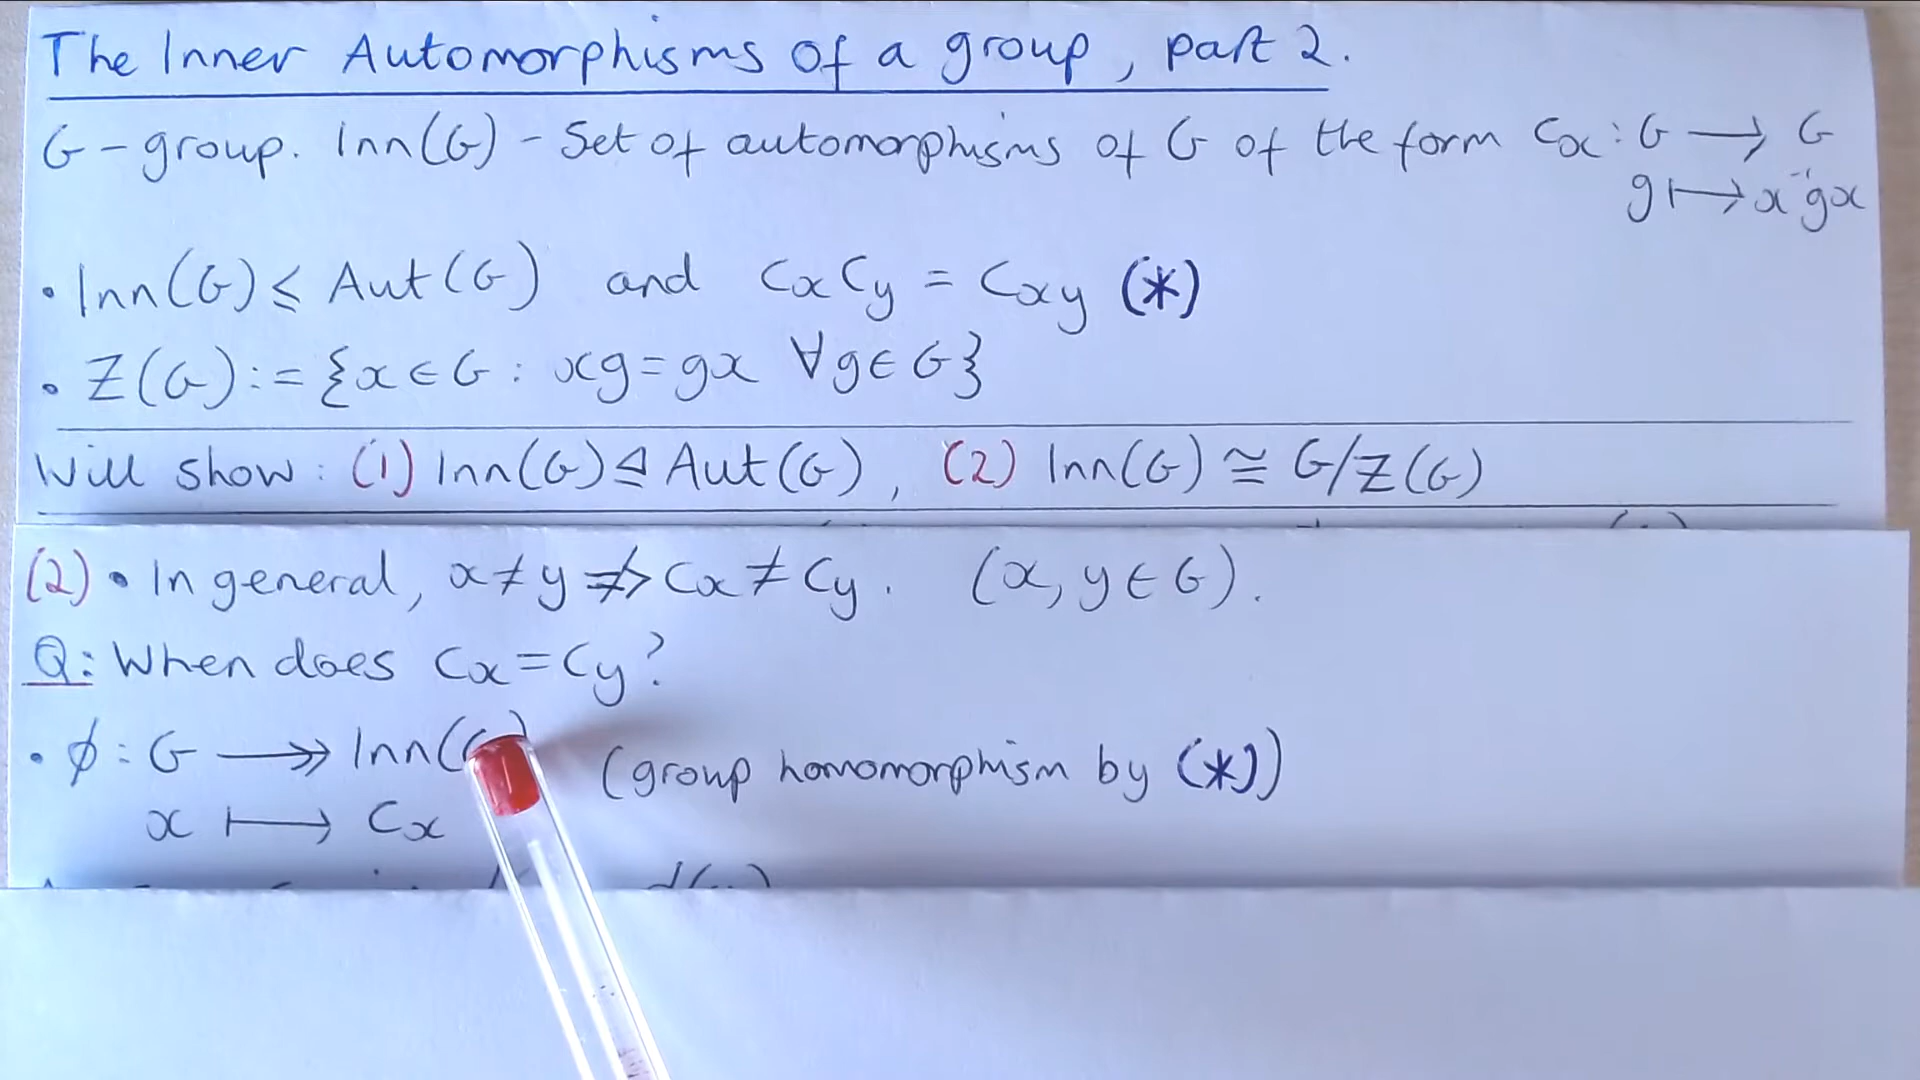 The Inner Automorphisms of a group, part 2.
G - group. Inn(G) - Set of automorphisms of G of the form Cx : G ⟶ G
g ⟼ x⁻¹gx
• Inn(G) ⩽ Aut(G) and CxCy = Cxy (*)
• Z(G) := {x ∈ G : xg = gx ∀g ∈ G}
Will show : (1) Inn(G) ⊴ Aut(G) , (2) Inn(G) ≅ G/Z(G)
(2) • In general, x ≠ y ⇏ Cx ≠ Cy . (x, y ∈ G).
Q: When does Cx = Cy?
• ϕ : G ↠ Inn(G) (group homomorphism by (*))
x ⟼ Cx